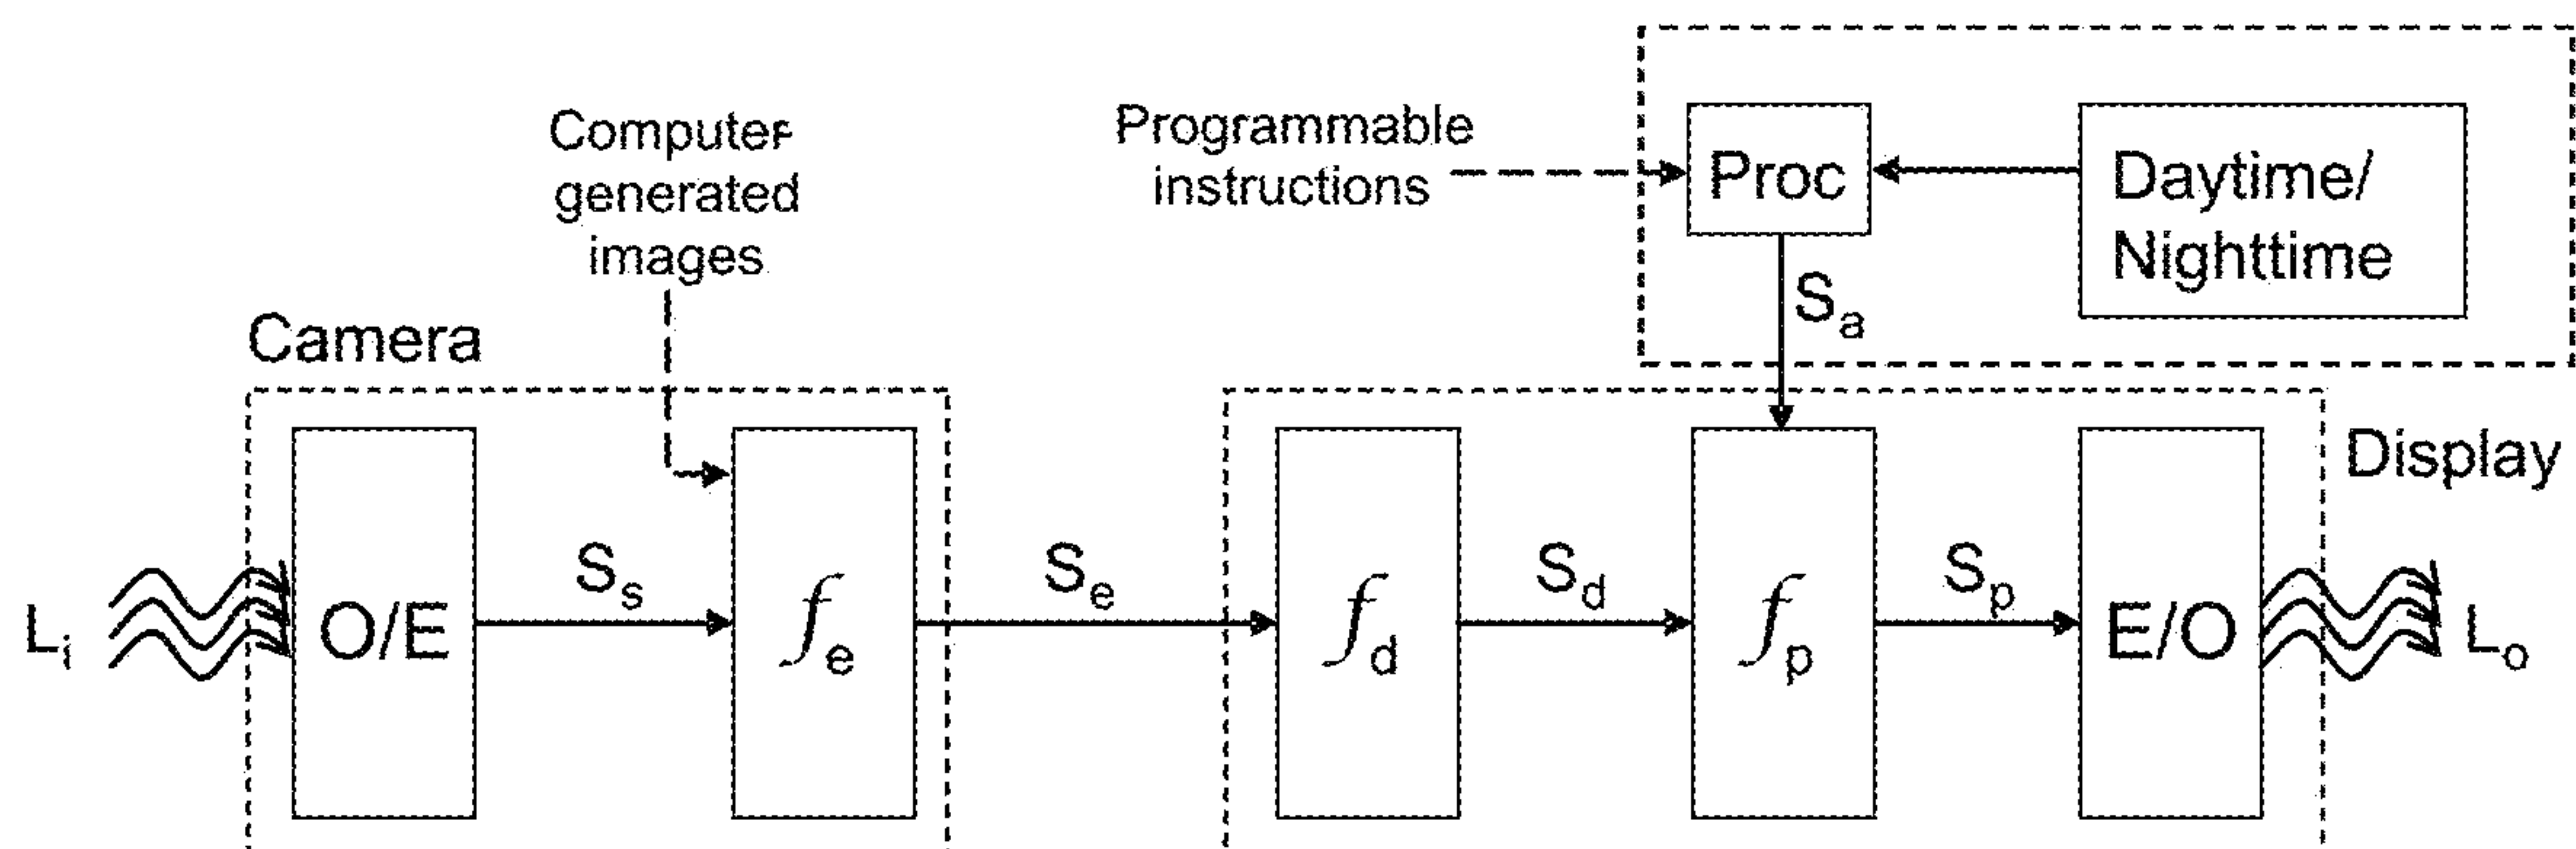 Computer
generated
images
Programmable
instructions
Proc
Daytime/
Nighttime
Sa
Camera
Display
Li
O/E
Ss
fe
Se
fd
Sd
fp
Sp
E/O
Lo